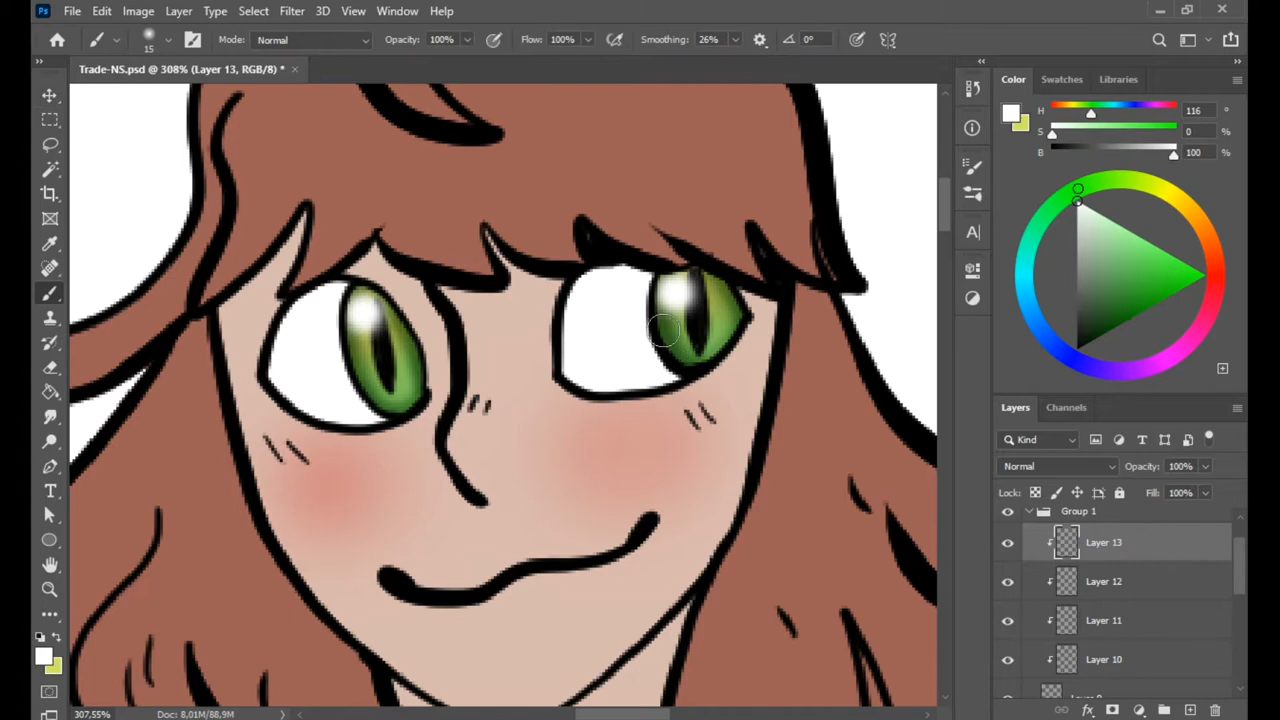 Ps File Edit Image Layer Type Select Filter 3D View Window Help
15 Mode: Normal Opacity: 100% Flow: 100% Smoothing: 26% 0°
Trade-NS.psd @ 308% (Layer 13, RGB/8) *
Color Swatches Libraries
H 116 °
S 0 %
B 100 %
Layers Channels
Kind
Normal Opacity: 100%
Lock: Fill: 100%
Group 1
Layer 13
Layer 12
Layer 11
Layer 10
307,55% Doc: 8,01M/88,9M